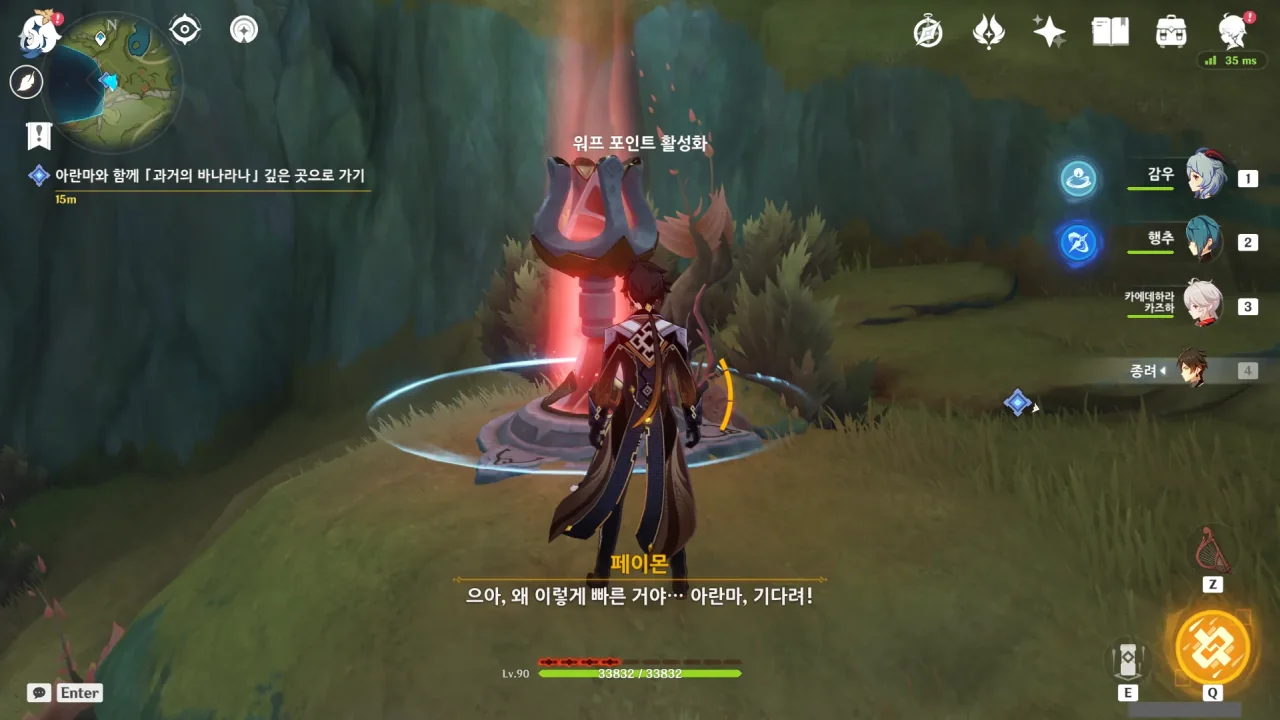 N
35 ms
워프 포인트 활성화
아란마와 함께 「과거의 바나라나」 깊은 곳으로 가기
15m
감우 1
행추 2
카에데하라
카즈하 3
종려 4
페이몬
으아, 왜 이렇게 빠른 거야… 아란마, 기다려!
Z
Lv.90 33832 / 33832
Enter
E Q